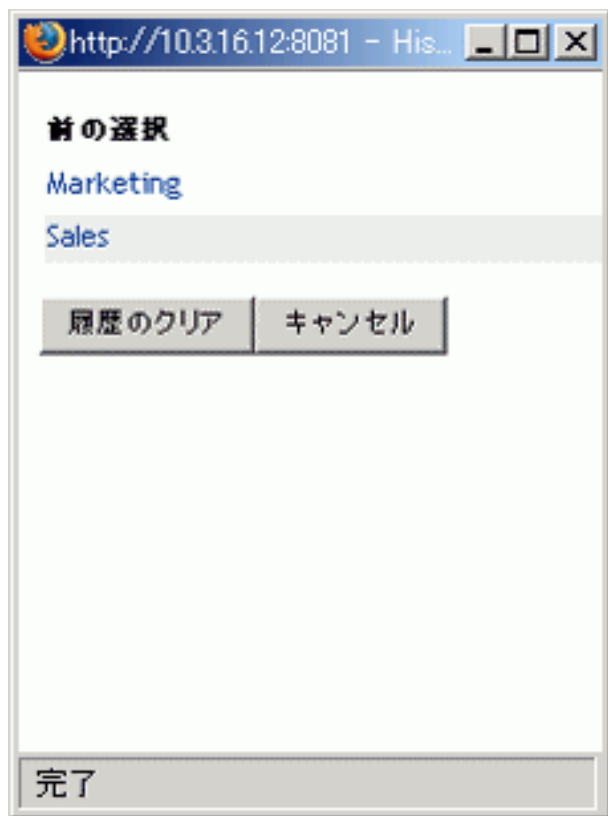 http://10.3.16.12:8081 - His...
前の選択
Marketing
Sales
履歴のクリア
キャンセル
完了